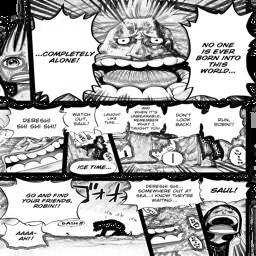 NO ONE
IS EVER
BORN INTO
THIS
WORLD...
...COMPLETELY
ALONE!
RUN,
ROBIN!!
DON'T
LOOK
BACK!
AND
WHEN IT'S
UNBEARABLE,
REMEMBER
WHAT I
TAUGHT YOU.
LAUGH!
LIKE
THIS...
WATCH
OUT,
SAUL!
ICE TIME...
DERESHI
SHI SHI SHI!
SAUL!
DERESHI SHI...
SOMEWHERE OUT AT
SEA...I KNOW THEY'RE
WAITING...
GO AND FIND
YOUR FRIENDS,
ROBIN!!
AAAA-
AH!!